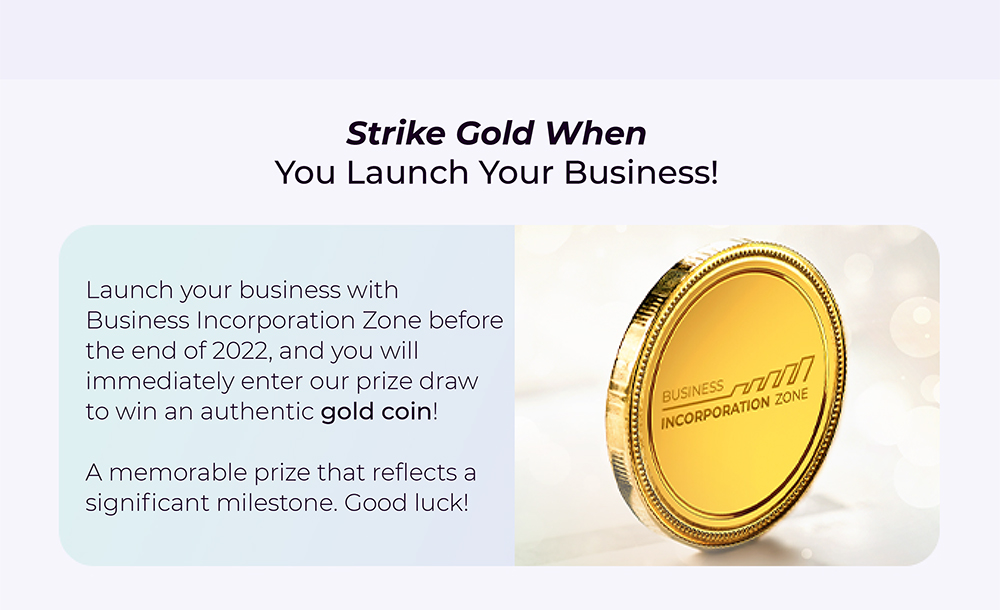 Strike Gold When
You Launch Your Business!
Launch your business with
Business Incorporation Zone before
the end of 2022, and you will
immediately enter our prize draw
to win an authentic gold coin!
A memorable prize that reflects a
significant milestone. Good luck!
BUSINESS
INCORPORATION ZONE